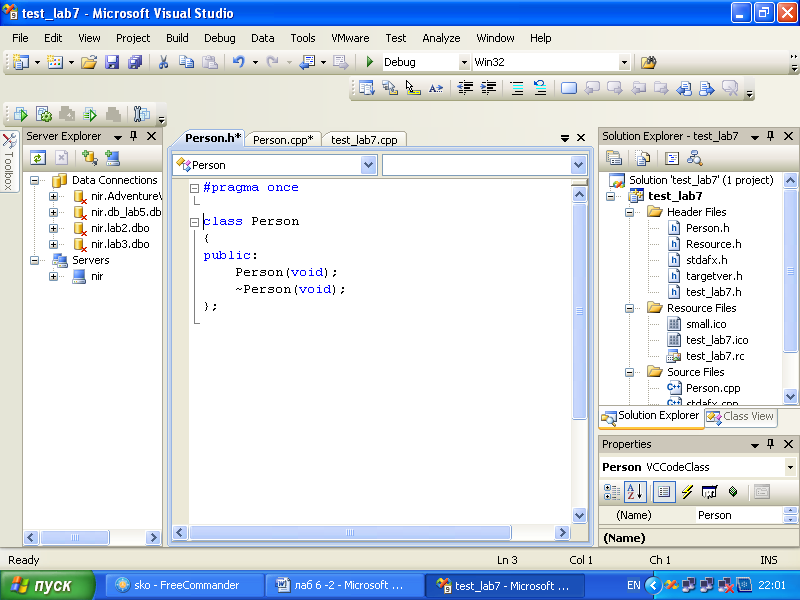 test_lab7 - Microsoft Visual Studio
File Edit View Project Build Debug Data Tools VMware Test Analyze Window Help
Debug Win32
Toolbox
Server Explorer
Data Connections
nir.Adventure
nir.db_lab5.db
nir.lab2.dbo
nir.lab3.dbo
Servers
nir
Person.h* Person.cpp* test_lab7.cpp
Person
#pragma once
class Person
{
public:
Person(void);
~Person(void);
};
Solution Explorer - test_lab7
Solution 'test_lab7' (1 project)
test_lab7
Header Files
Person.h
Resource.h
stdafx.h
targetver.h
test_lab7.h
Resource Files
small.ico
test_lab7.ico
test_lab7.rc
Source Files
Person.cpp
stdafx.cpp
Solution Explorer Class View
Properties
Person VCCodeClass
(Name) Person
(Name)
Ready Ln 3 Col 1 Ch 1 INS
пуск sko - FreeCommander лаб 6 -2 - Microsoft ... test_lab7 - Microsoft ... EN 22:01